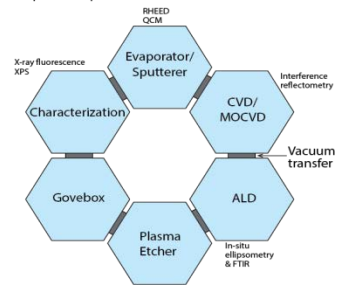 RHEED
QCM
Evaporator/
Sputterer
X-ray fluorescence
XPS
Characterization
CVD/
MOCVD
Interference
reflectometry
Vacuum
transfer
Govebox
ALD
Plasma
Etcher
In-situ
ellipsometry
& FTIR